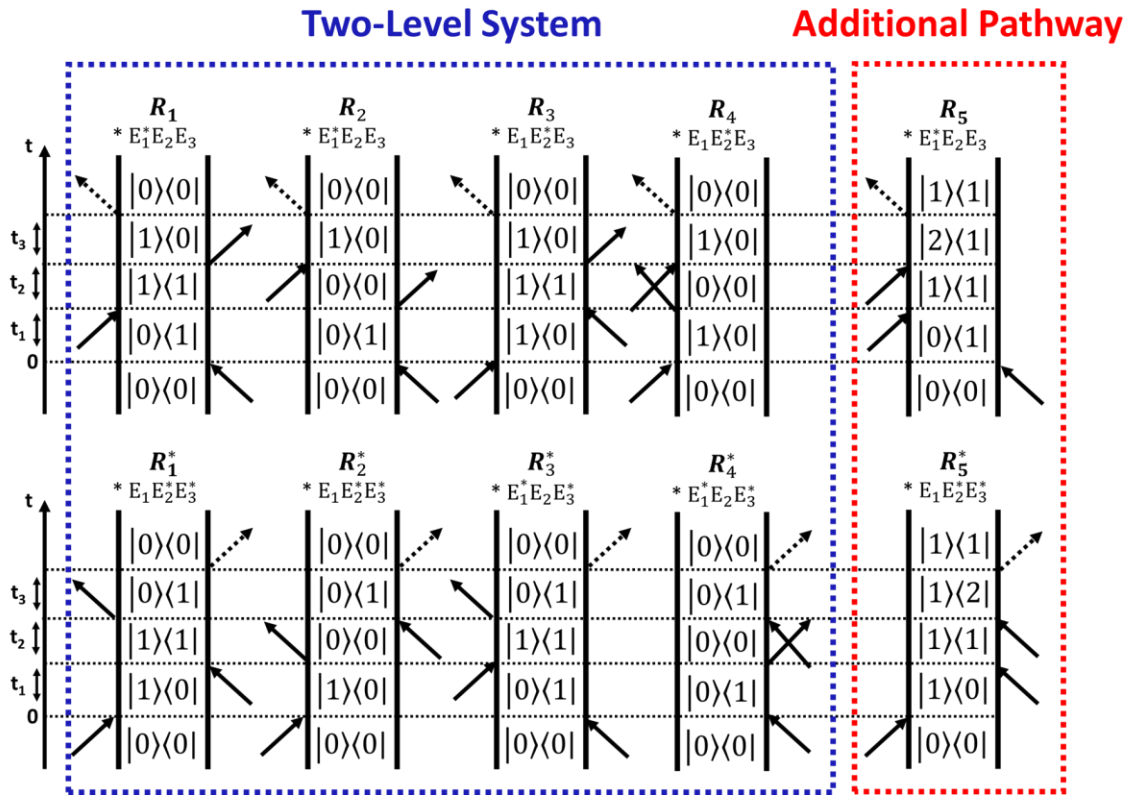 Two-Level System Additional Pathway
R₁ R₂ R₃ R₄ R₅
* E₁*E₂E₃ * E₁*E₂E₃ * E₁E₂*E₃ * E₁E₂*E₃ * E₁*E₂E₃
t
|0⟩⟨0| |0⟩⟨0| |0⟩⟨0| |0⟩⟨0| |1⟩⟨1|
t₃ |1⟩⟨0| |1⟩⟨0| |1⟩⟨0| |1⟩⟨0| |2⟩⟨1|
t₂ |1⟩⟨1| |0⟩⟨0| |1⟩⟨1| |0⟩⟨0| |1⟩⟨1|
t₁ |0⟩⟨1| |0⟩⟨1| |1⟩⟨0| |1⟩⟨0| |0⟩⟨1|
0
|0⟩⟨0| |0⟩⟨0| |0⟩⟨0| |0⟩⟨0| |0⟩⟨0|
R₁* R₂* R₃* R₄* R₅*
* E₁E₂*E₃* * E₁E₂*E₃* * E₁*E₂E₃* * E₁*E₂E₃* * E₁E₂*E₃*
t
|0⟩⟨0| |0⟩⟨0| |0⟩⟨0| |0⟩⟨0| |1⟩⟨1|
t₃ |0⟩⟨1| |0⟩⟨1| |0⟩⟨1| |0⟩⟨1| |1⟩⟨2|
t₂ |1⟩⟨1| |0⟩⟨0| |1⟩⟨1| |0⟩⟨0| |1⟩⟨1|
t₁ |1⟩⟨0| |1⟩⟨0| |0⟩⟨1| |0⟩⟨1| |1⟩⟨0|
0
|0⟩⟨0| |0⟩⟨0| |0⟩⟨0| |0⟩⟨0| |0⟩⟨0|